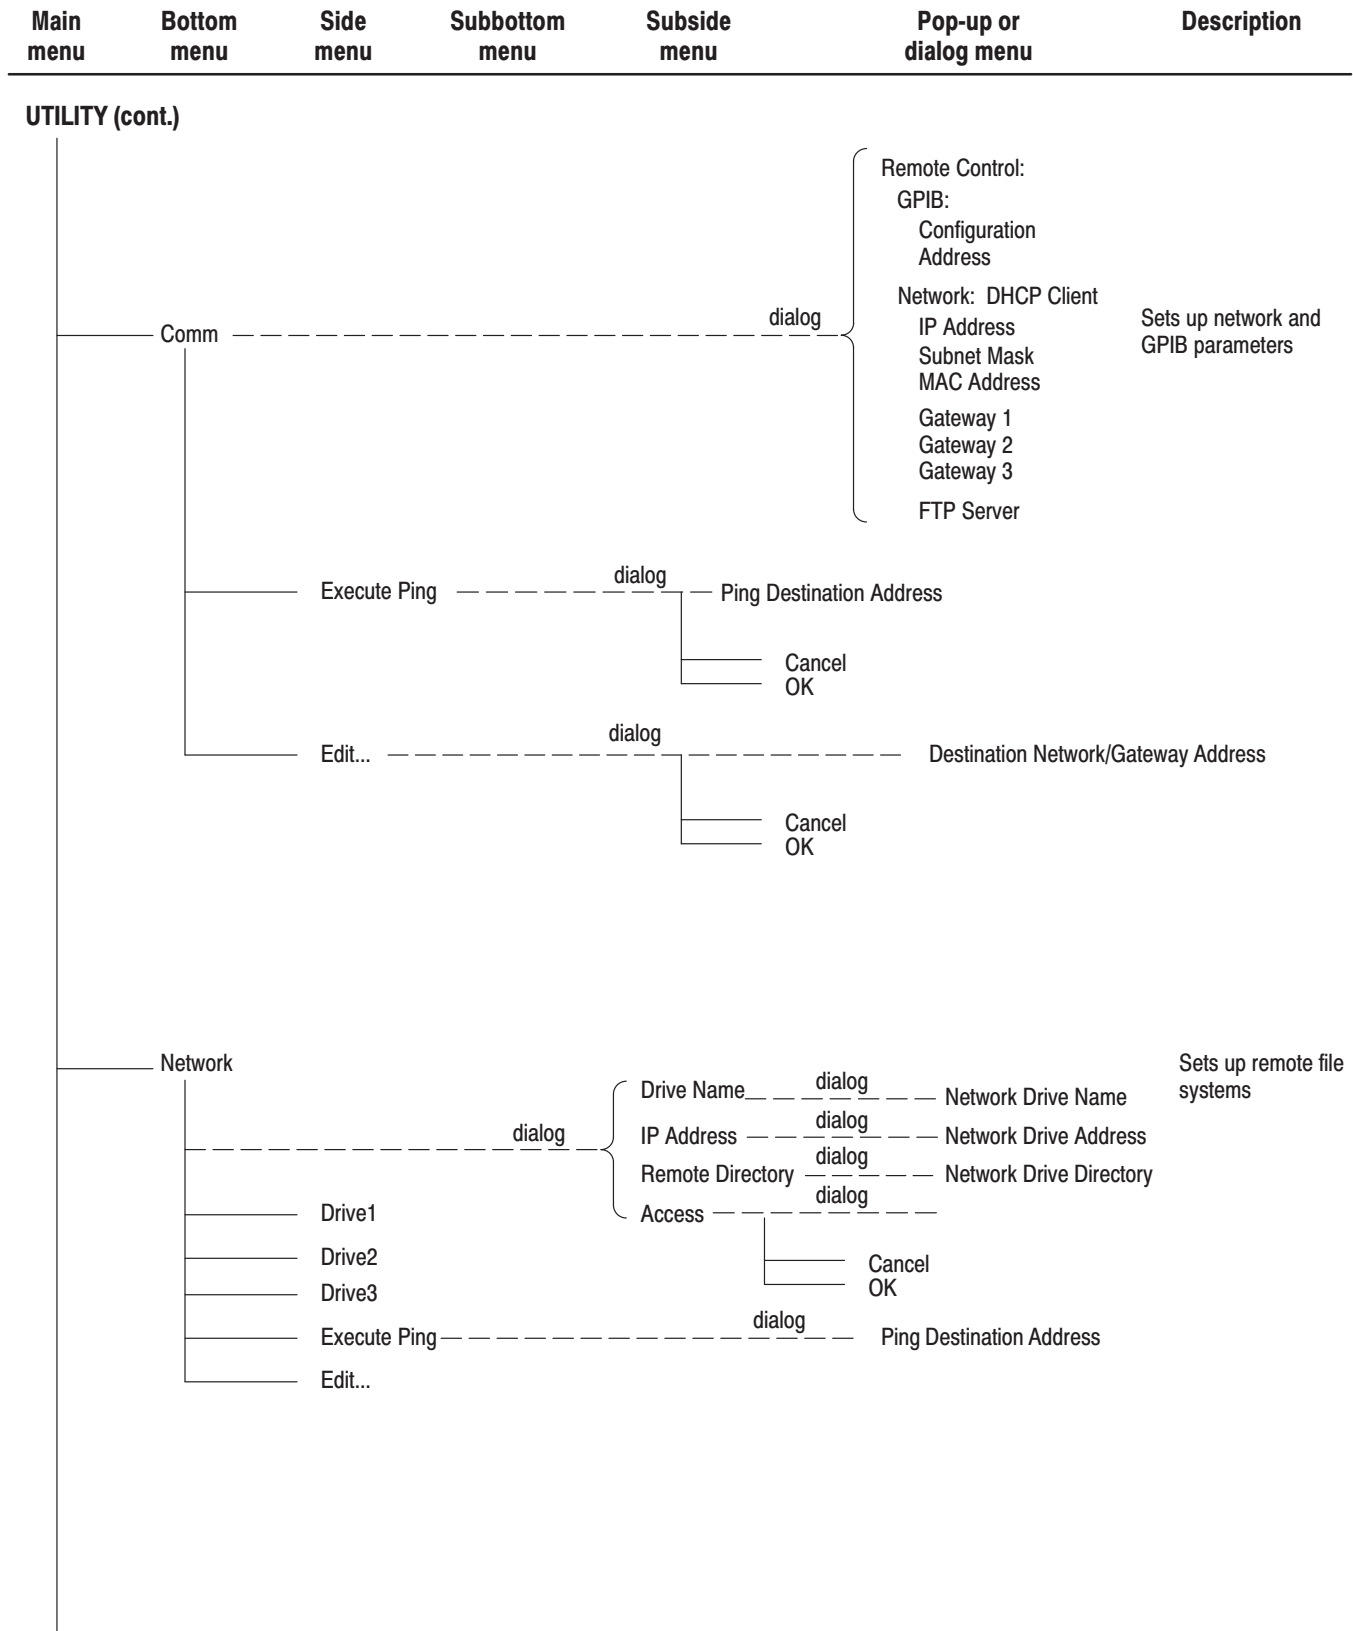 Main menu
Bottom menu
Side menu
Subbottom menu
Subside menu
Pop-up or dialog menu
Description
UTILITY (cont.)
Remote Control:
GPIB:
Configuration
Address
Network: DHCP Client
dialog
Comm
IP Address
Subnet Mask
MAC Address
Sets up network and
GPIB parameters
Gateway 1
Gateway 2
Gateway 3
FTP Server
dialog
Execute Ping
Ping Destination Address
Cancel
OK
dialog
Edit...
Destination Network/Gateway Address
Cancel
OK
Network
Sets up remote file
systems
dialog
Drive Name
dialog
Network Drive Name
IP Address
dialog
Network Drive Address
Remote Directory
dialog
Network Drive Directory
Access
dialog
Drive1
Drive2
Cancel
OK
Drive3
dialog
Execute Ping
Ping Destination Address
Edit...